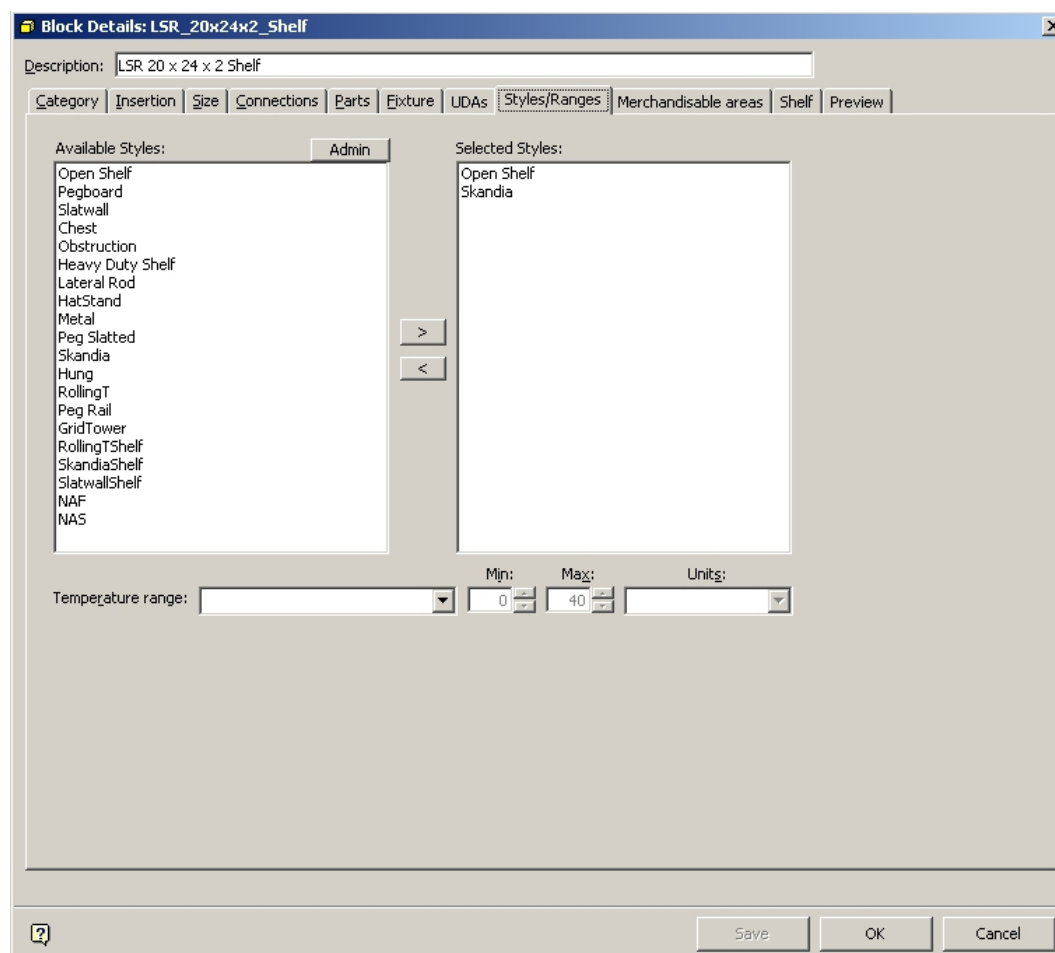 Block Details: LSR_20x24x2_Shelf
Description: LSR 20 x 24 x 2 Shelf
Category Insertion Size Connections Parts Fixture UDAs Styles/Ranges Merchandisable areas Shelf Preview
Available Styles: Admin
Open Shelf
Pegboard
Slatwall
Chest
Obstruction
Heavy Duty Shelf
Lateral Rod
HatStand
Metal
Peg Slatted
Skandia
Hung
RollingT
Peg Rail
GridTower
RollingTShelf
SkandiaShelf
SlatwallShelf
NAF
NAS
>
<
Selected Styles:
Open Shelf
Skandia
Min: Max: Units:
Temperature range: 0 40
? Save OK Cancel